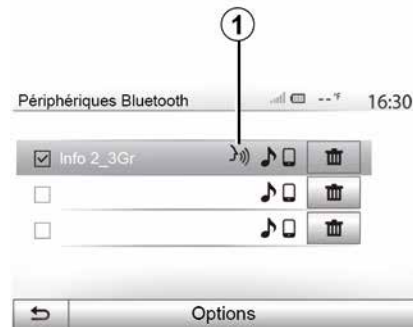 1
Périphériques Bluetooth
--°F
16:30
Info 2_3Gr
Options